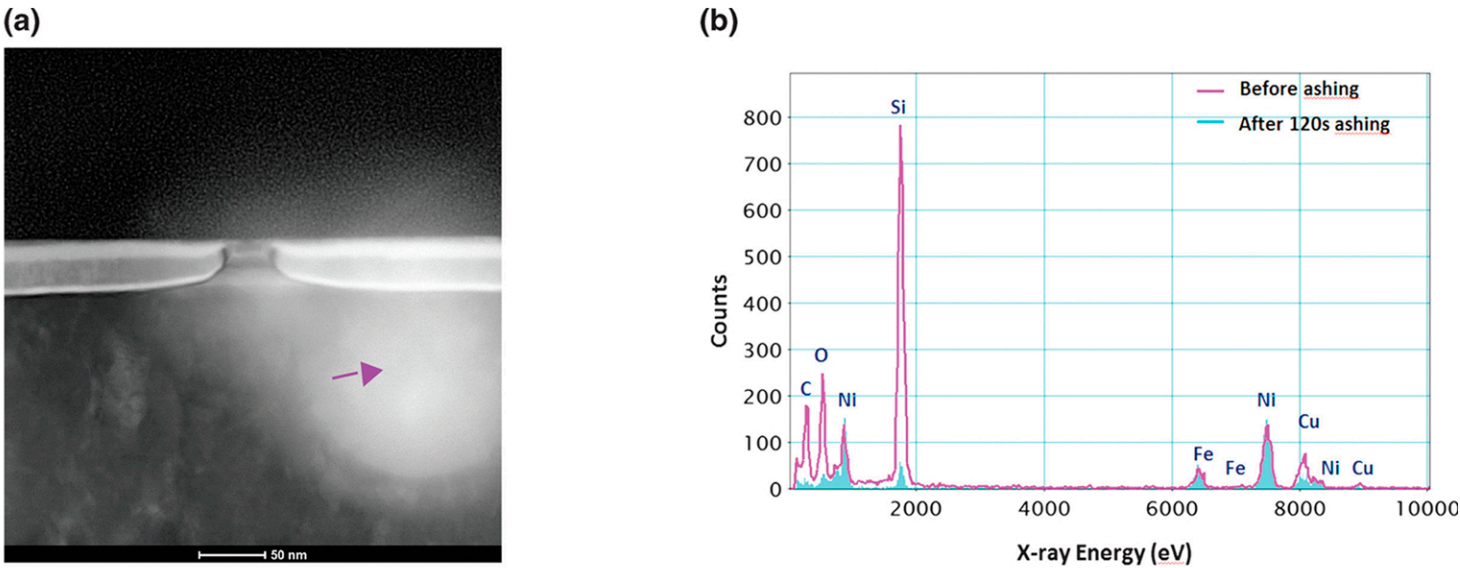 (a)
50 nm
(b)
Counts
800
700
600
500
400
300
200
100
0
Before ashing
After 120s ashing
Si
O
C
Ni
Fe
Fe
Ni
Cu
Ni
Cu
2000
4000
6000
8000
10000
X-ray Energy (eV)